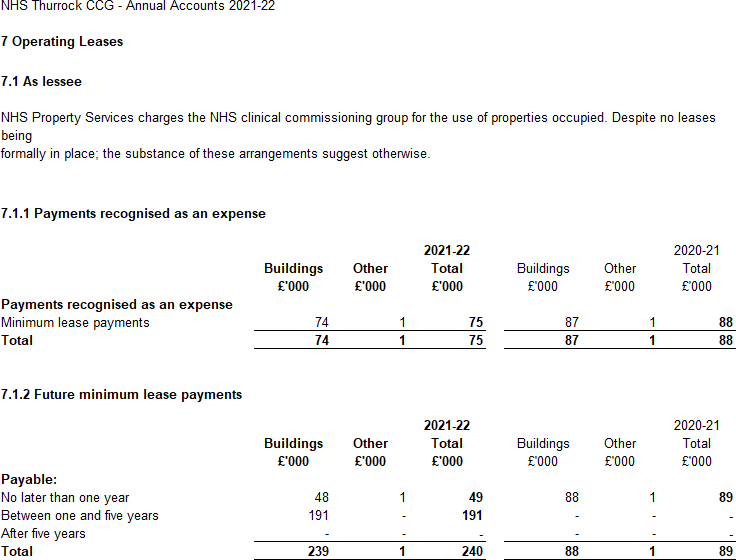 NHS Thurrock CCG - Annual Accounts 2021-22
7 Operating Leases
7.1 As lessee
NHS Property Services charges the NHS clinical commissioning group for the use of properties occupied. Despite no leases
being
formally in place; the substance of these arrangements suggest otherwise.
7.1.1 Payments recognised as an expense
2021-22 2020-21
Buildings Other Total Buildings Other Total
£'000 £'000 £'000 £'000 £'000 £'000
Payments recognised as an expense
Minimum lease payments 74 1 75 87 1 88
Total 74 1 75 87 1 88
7.1.2 Future minimum lease payments
2021-22 2020-21
Buildings Other Total Buildings Other Total
£'000 £'000 £'000 £'000 £'000 £'000
Payable:
No later than one year 48 1 49 88 1 89
Between one and five years 191 - 191 - - -
After five years - - - - - -
Total 239 1 240 88 1 89